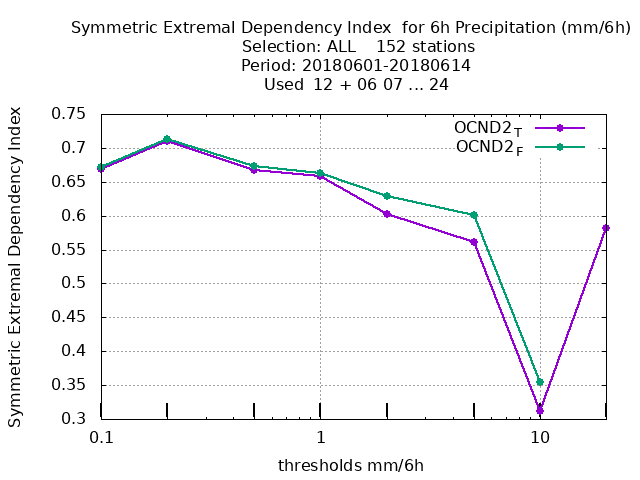 Symmetric Extremal Dependency Index  for 6h Precipitation (mm/6h)
Selection: ALL    152 stations
Period: 20180601-20180614
Used  12 + 06 07 ... 24
Symmetric Extremal Dependency Index
0.75
0.7
0.65
0.6
0.55
0.5
0.45
0.4
0.35
0.3
OCND2T
OCND2F
0.1
1
10
thresholds mm/6h